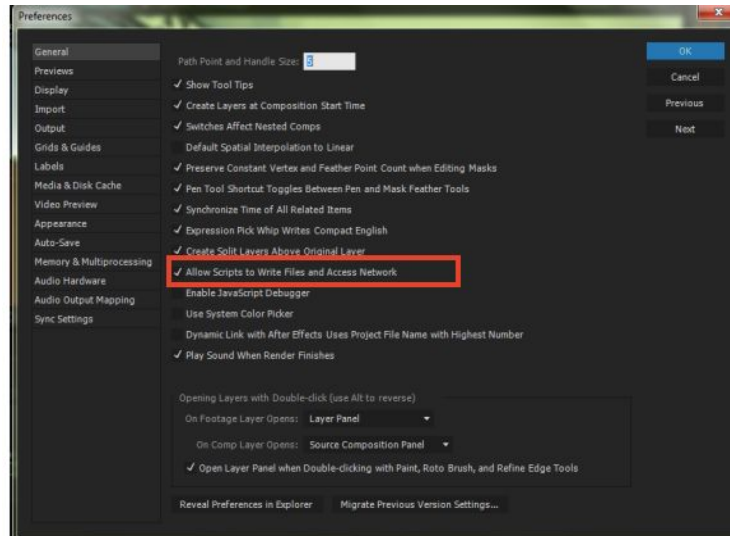 Preferences
General
Previews
Display
Import
Output
Grids & Guides
Labels
Media & Disk Cache
Video Preview
Appearance
Auto-Save
Memory & Multiprocessing
Audio Hardware
Audio Output Mapping
Sync Settings
Path Point and Handle Size: 5
Show Tool Tips
Create Layers at Composition Start Time
Switches Affect Nested Comps
Default Spatial Interpolation to Linear
Preserve Constant Vertex and Feather Point Count when Editing Masks
Pen Tool Shortcut Toggles Between Pen and Mask Feather Tools
Synchronize Time of All Related Items
Expression Pick Whip Writes Compact English
Create Split Layers Above Original Layer
Allow Scripts to Write Files and Access Network
Enable JavaScript Debugger
Use System Color Picker
Dynamic Link with After Effects Uses Project File Name with Highest Number
Play Sound When Render Finishes
Opening Layers with Double-click (use Alt to reverse)
On Footage Layer Opens: Layer Panel
On Comp Layer Opens: Source Composition Panel
Open Layer Panel when Double-clicking with Paint, Roto Brush, and Refine Edge Tools
Reveal Preferences in Explorer Migrate Previous Version Settings...
OK
Cancel
Previous
Next